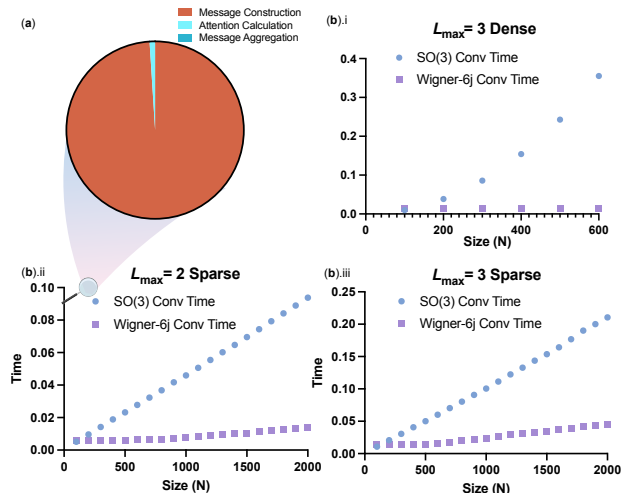 (a)
Message Construction
Attention Calculation
Message Aggregation
(b).i
Lmax= 3 Dense
SO(3) Conv Time
Wigner-6j Conv Time
0.4
0.3
0.2
0.1
0.0
0 200 400 600
Size (N)
(b).ii
Lmax= 2 Sparse
SO(3) Conv Time
Wigner-6j Conv Time
Time
0.10
0.08
0.06
0.04
0.02
0.00
0 500 1000 1500 2000
Size (N)
(b).iii
Lmax= 3 Sparse
SO(3) Conv Time
Wigner-6j Conv Time
Time
0.25
0.20
0.15
0.10
0.05
0.00
0 500 1000 1500 2000
Size (N)